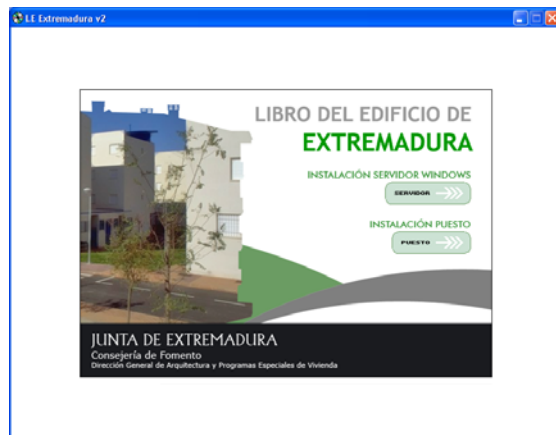 LE Extremadura v2
LIBRO DEL EDIFICIO DE
EXTREMADURA
INSTALACIÓN SERVIDOR WINDOWS
SERVIDOR
INSTALACIÓN PUESTO
PUESTO
JUNTA DE EXTREMADURA
Consejería de Fomento
Dirección General de Arquitectura y Programas Especiales de Vivienda